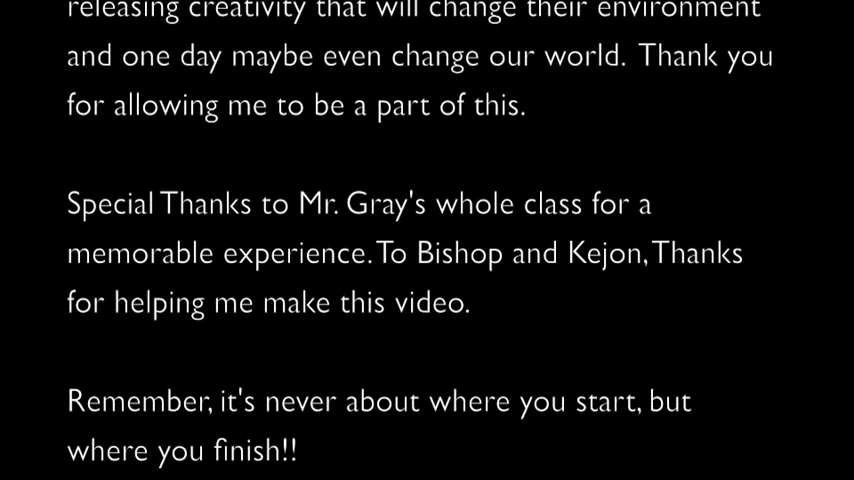 releasing creativity that will change their environment
and one day maybe even change our world. Thank you
for allowing me to be a part of this.
Special Thanks to Mr. Gray's whole class for a
memorable experience. To Bishop and Kejon, Thanks
for helping me make this video.
Remember, it's never about where you start, but
where you finish!!